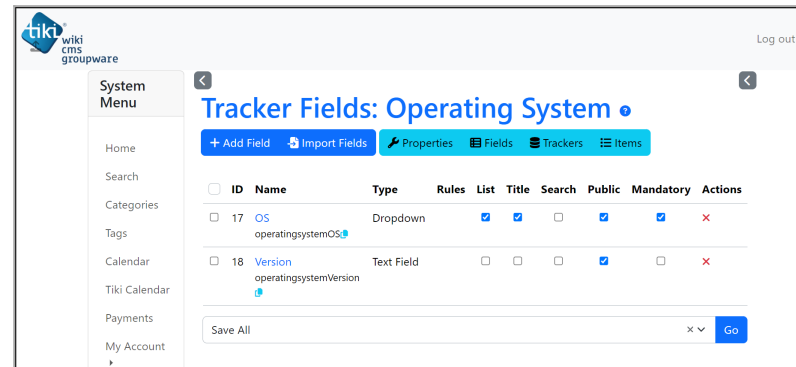 tiki
wiki
cms
groupware
Log out
System
Menu
Home
Search
Categories
Tags
Calendar
Tiki Calendar
Payments
My Account
Tracker Fields: Operating System
+ Add Field Import Fields Properties Fields Trackers Items
ID Name Type Rules List Title Search Public Mandatory Actions
17 OS Dropdown
operatingsystemOS
18 Version Text Field
operatingsystemVersion
Save All Go